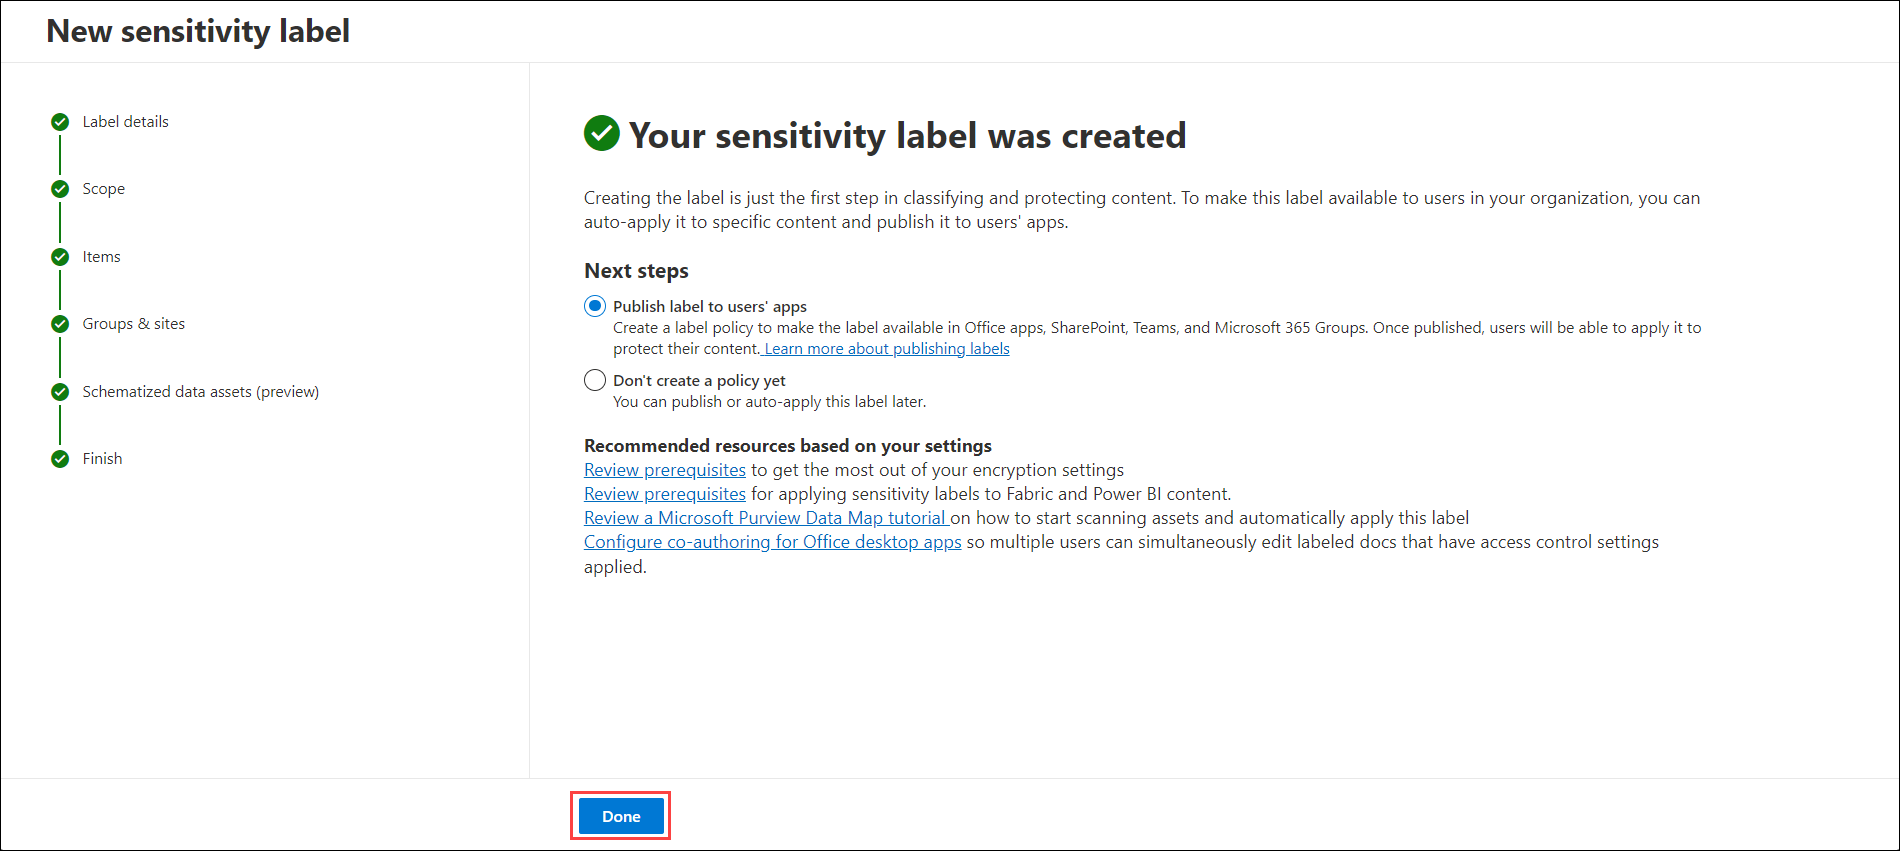 New sensitivity label
Label details
Scope
Items
Groups & sites
Schematized data assets (preview)
Finish
Your sensitivity label was created
Creating the label is just the first step in classifying and protecting content. To make this label available to users in your organization, you can
auto-apply it to specific content and publish it to users' apps.
Next steps
Publish label to users' apps
Create a label policy to make the label available in Office apps, SharePoint, Teams, and Microsoft 365 Groups. Once published, users will be able to apply it to
protect their content. Learn more about publishing labels
Don't create a policy yet
You can publish or auto-apply this label later.
Recommended resources based on your settings
Review prerequisites to get the most out of your encryption settings
Review prerequisites for applying sensitivity labels to Fabric and Power BI content.
Review a Microsoft Purview Data Map tutorial on how to start scanning assets and automatically apply this label
Configure co-authoring for Office desktop apps so multiple users can simultaneously edit labeled docs that have access control settings
applied.
Done